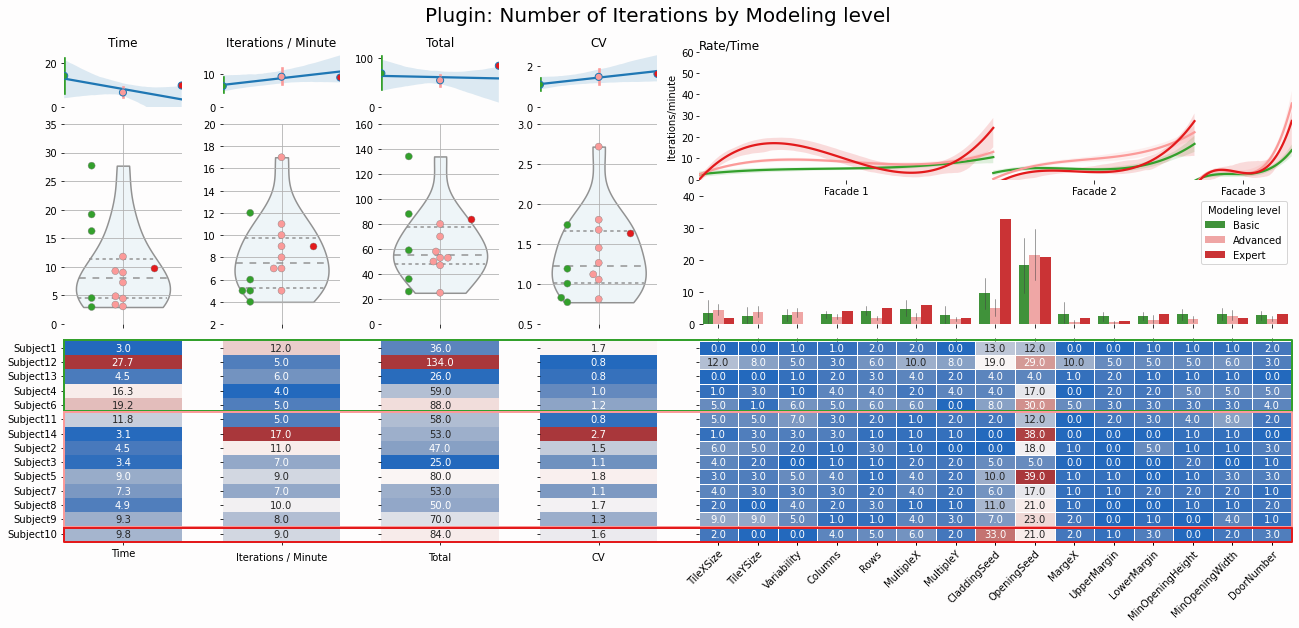 Plugin: Number of Iterations by Modeling level
Time
Iterations / Minute
Total
CV
Rate/Time
20
0
10
0
100
0
2
0
60
50
40
30
20
10
0
Iterations/minute
Facade 1
Facade 2
Facade 3
35
30
25
20
15
10
5
0
20
18
16
14
12
10
8
6
4
2
160
140
120
100
80
60
40
20
0
3.0
2.5
2.0
1.5
1.0
0.5
40
30
20
10
0
Modeling level
Basic
Advanced
Expert
Subject1 3.0 12.0 36.0 1.7 0.0 0.0 1.0 1.0 2.0 2.0 0.0 13.0 12.0 0.0 0.0 1.0 1.0 1.0 2.0
Subject12 27.7 5.0 134.0 0.8 12.0 8.0 5.0 3.0 6.0 10.0 8.0 19.0 29.0 10.0 5.0 5.0 5.0 6.0 3.0
Subject13 4.5 6.0 26.0 0.8 0.0 0.0 1.0 2.0 3.0 4.0 2.0 4.0 4.0 1.0 2.0 1.0 1.0 1.0 0.0
Subject4 16.3 4.0 59.0 1.0 1.0 4.0 1.0 4.0 4.0 2.0 4.0 4.0 17.0 0.0 2.0 2.0 5.0 5.0 5.0
Subject6 19.2 5.0 88.0 1.2 5.0 1.0 6.0 5.0 6.0 6.0 0.0 8.0 30.0 5.0 3.0 3.0 3.0 3.0 4.0
Subject11 11.8 5.0 58.0 0.8 5.0 5.0 7.0 3.0 2.0 1.0 2.0 2.0 12.0 0.0 2.0 3.0 4.0 8.0 2.0
Subject14 3.1 17.0 53.0 2.7 1.0 3.0 3.0 3.0 1.0 1.0 1.0 0.0 38.0 0.0 1.0 0.0 1.0 1.0 0.0
Subject2 4.5 11.0 47.0 1.5 6.0 5.0 2.0 1.0 3.0 1.0 1.0 0.0 18.0 0.0 0.0 5.0 1.0 3.0 1.0
Subject3 3.4 7.0 25.0 1.1 4.0 2.0 0.0 1.0 1.0 2.0 2.0 5.0 5.0 0.0 0.0 0.0 0.0 2.0 1.0
Subject5 9.0 9.0 80.0 1.8 3.0 3.0 5.0 4.0 1.0 4.0 2.0 10.0 39.0 1.0 1.0 0.0 1.0 3.0 3.0
Subject7 7.3 7.0 53.0 1.1 4.0 3.0 3.0 3.0 2.0 4.0 2.0 6.0 17.0 1.0 1.0 2.0 2.0 2.0 1.0
Subject8 4.9 10.0 50.0 1.7 2.0 0.0 4.0 2.0 3.0 1.0 0.0 11.0 21.0 1.0 0.0 0.0 1.0 2.0 2.0
Subject9 9.3 8.0 70.0 1.3 9.0 9.0 5.0 1.0 1.0 4.0 3.0 7.0 23.0 2.0 0.0 1.0 0.0 4.0 1.0
Subject10 9.8 9.0 84.0 1.6 2.0 0.0 0.0 4.0 5.0 6.0 2.0 33.0 21.0 2.0 1.0 3.0 0.0 2.0 3.0
Time
Iterations / Minute
Total
CV
TileXSize
TileYSize
Variability
Columns
Rows
MultipleX
MultipleY
CladdingSeed
OpeningSeed
MargeX
UpperMargin
LowerMargin
MinOpeningHeight
MinOpeningWidth
DoorNumber